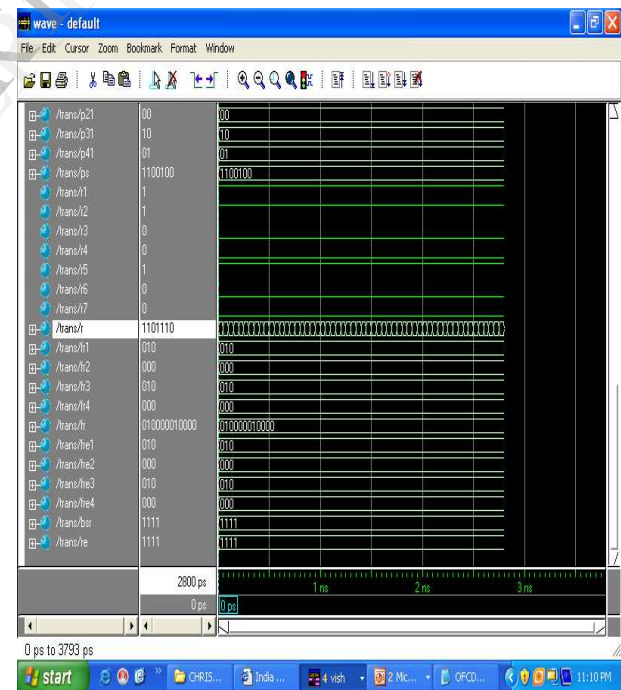 wave - default
File Edit Cursor Zoom Bookmark Format Window
/trans/p21 00 00
/trans/p31 10 10
/trans/p41 01 01
/trans/ps 1100100 1100100
/trans/r1 1
/trans/r2 1
/trans/r3 0
/trans/r4 0
/trans/r5 1
/trans/r6 0
/trans/r7 0
/trans/r 1101110
/trans/fr1 010 010
/trans/fr2 000 000
/trans/fr3 010 010
/trans/fr4 000 000
/trans/fr 010000010000 010000010000
/trans/fre1 010 010
/trans/fre2 000 000
/trans/fre3 010 010
/trans/fre4 000 000
/trans/bsr 1111 1111
/trans/re 1111 1111
2800 ps 1 ns 2 ns 3 ns
0 ps 0 ps
0 ps to 3793 ps
start CHRIS... India ... 4 vish 2 Mic... OFCD... 11:10 PM